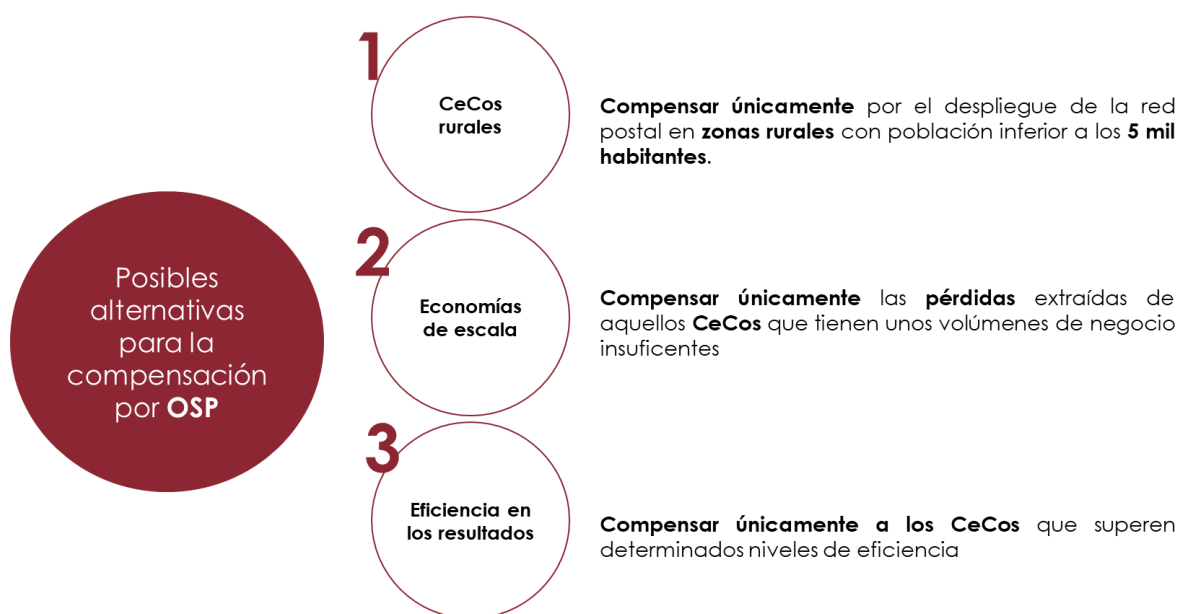 Posibles
alternativas
para la
compensación
por OSP
1
CeCos
rurales
Compensar únicamente por el despliegue de la red
postal en zonas rurales con población inferior a los 5 mil
habitantes.
2
Economías
de escala
Compensar únicamente las pérdidas extraídas de
aquellos CeCos que tienen unos volúmenes de negocio
insuficentes
3
Eficiencia en
los resultados
Compensar únicamente a los CeCos que superen
determinados niveles de eficiencia